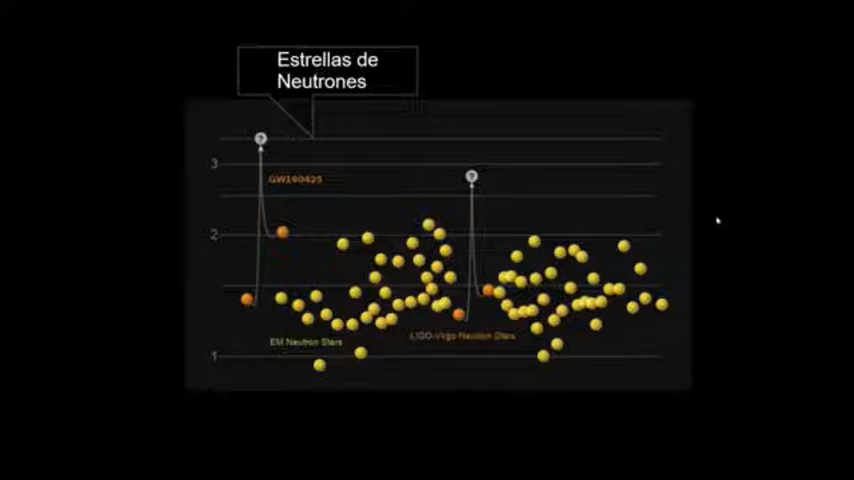 Estrellas de
Neutrones
?
3
GW190425
?
2
LIGO-Virgo Neutron Stars
EM Neutron Stars
1